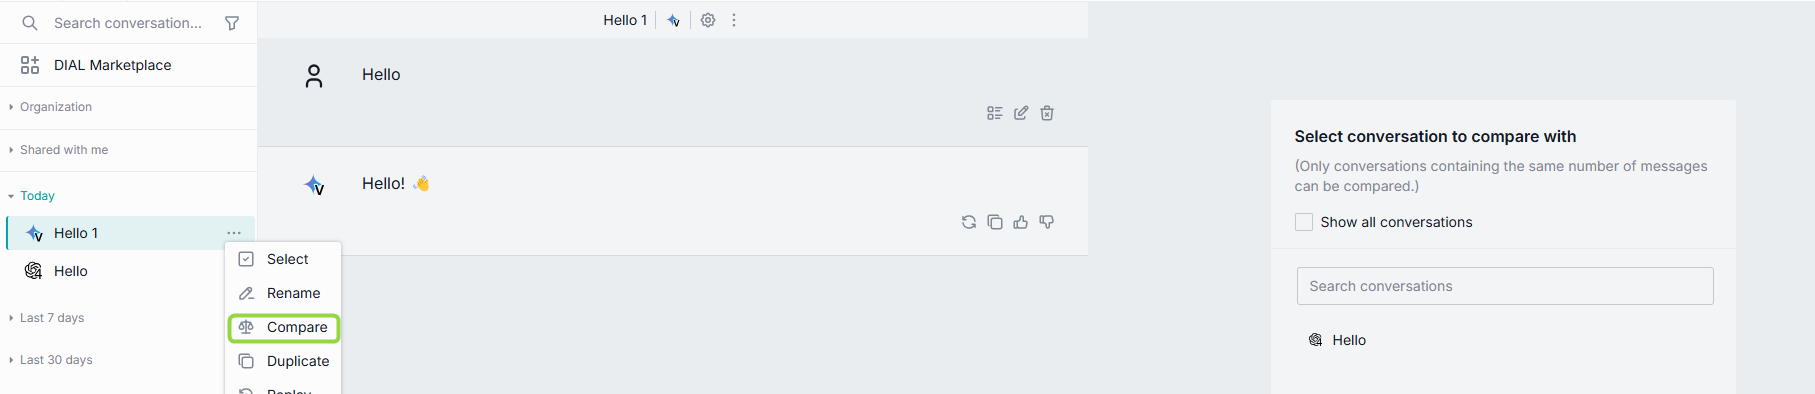 Search conversation...
DIAL Marketplace
Organization
Shared with me
Today
Hello 1
Hello
Last 7 days
Last 30 days
Select
Rename
Compare
Duplicate
Replay
Hello 1
Hello
Hello! 👋
Select conversation to compare with
(Only conversations containing the same number of messages
can be compared.)
Show all conversations
Search conversations
Hello